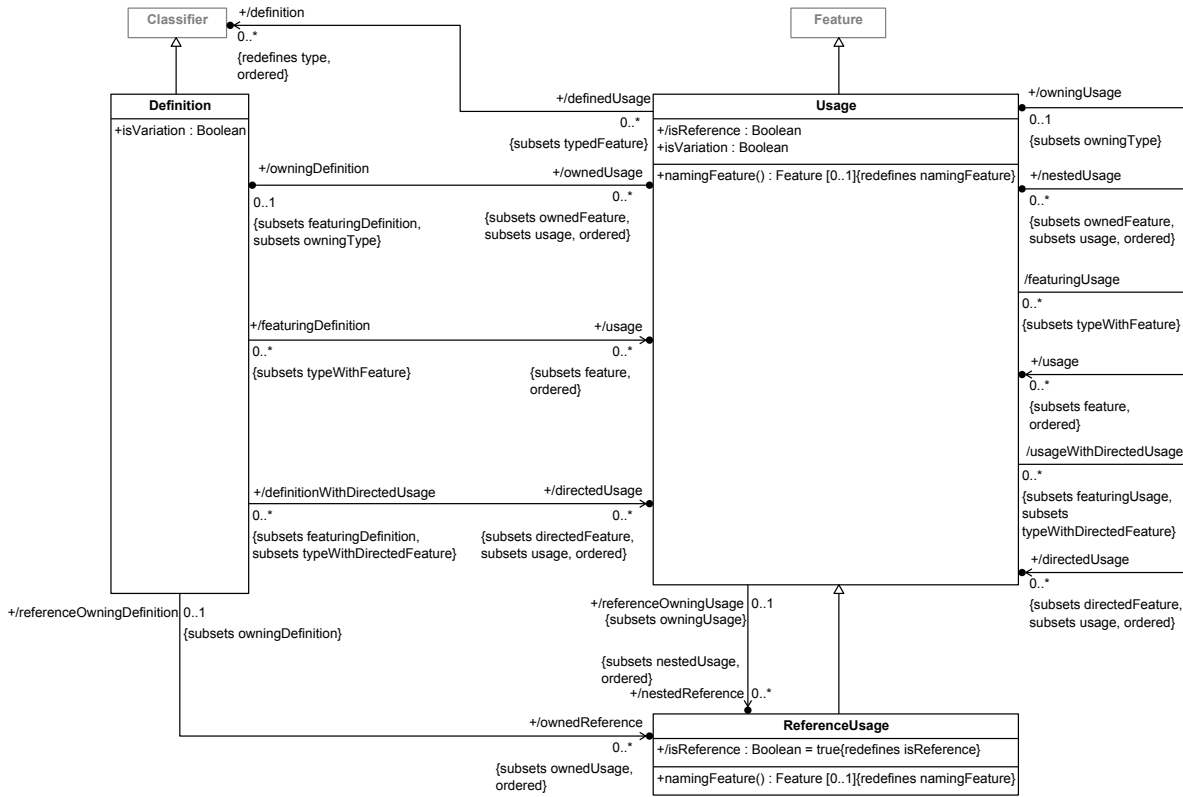 Classifier
Feature
+/definition
0..*
{redefines type,
ordered}
Definition
+isVariation : Boolean
+/definedUsage
0..*
{subsets typedFeature}
Usage
+/isReference : Boolean
+isVariation : Boolean
+namingFeature() : Feature [0..1]{redefines namingFeature}
+/owningUsage
0..1
{subsets owningType}
+/owningDefinition
0..1
{subsets featuringDefinition,
subsets owningType}
+/ownedUsage
0..*
{subsets ownedFeature,
subsets usage, ordered}
+/nestedUsage
0..*
{subsets ownedFeature,
subsets usage, ordered}
/featuringUsage
0..*
{subsets typeWithFeature}
+/featuringDefinition
0..*
{subsets typeWithFeature}
+/usage
0..*
{subsets feature,
ordered}
+/usage
0..*
{subsets feature,
ordered}
/usageWithDirectedUsage
0..*
{subsets featuringUsage,
subsets
typeWithDirectedFeature}
+/definitionWithDirectedUsage
0..*
{subsets featuringDefinition,
subsets typeWithDirectedFeature}
+/directedUsage
0..*
{subsets directedFeature,
subsets usage, ordered}
+/directedUsage
0..*
{subsets directedFeature,
subsets usage, ordered}
+/referenceOwningDefinition
0..1
{subsets owningDefinition}
+/referenceOwningUsage
0..1
{subsets owningUsage}
{subsets nestedUsage,
ordered}
+/nestedReference
0..*
+/ownedReference
0..*
{subsets ownedUsage,
ordered}
ReferenceUsage
+/isReference : Boolean = true{redefines isReference}
+namingFeature() : Feature [0..1]{redefines namingFeature}